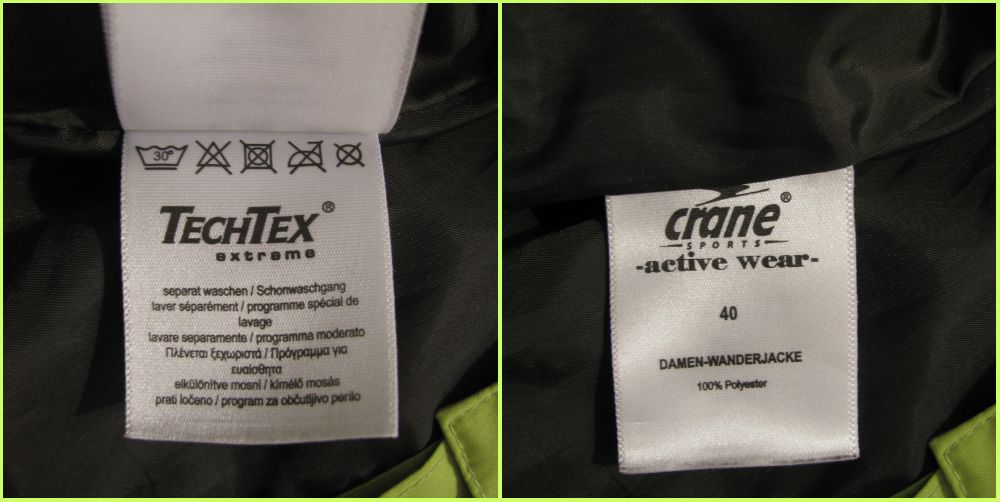 30°
TECHTEX®
extreme
separat waschen / Schonwaschgang
laver séparément / programme spécial de
lavage
lavare separamente / programma moderato
Πλένεται ξεχωριστά / Πρόγραμμα για
ευαίσθητα
elkülönítve mosni / kímélő mosás
prati ločeno / program za občutijivo perilo
crane®
SPORTS
-active wear-
40
DAMEN-WANDERJACKE
100% Polyester